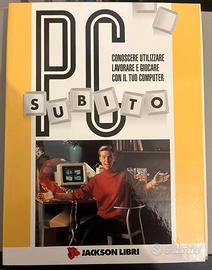 PC
CONOSCERE UTILIZZARE
LAVORARE E GIOCARE
CON IL TUO COMPUTER
SUBITO
JACKSON LIBRI